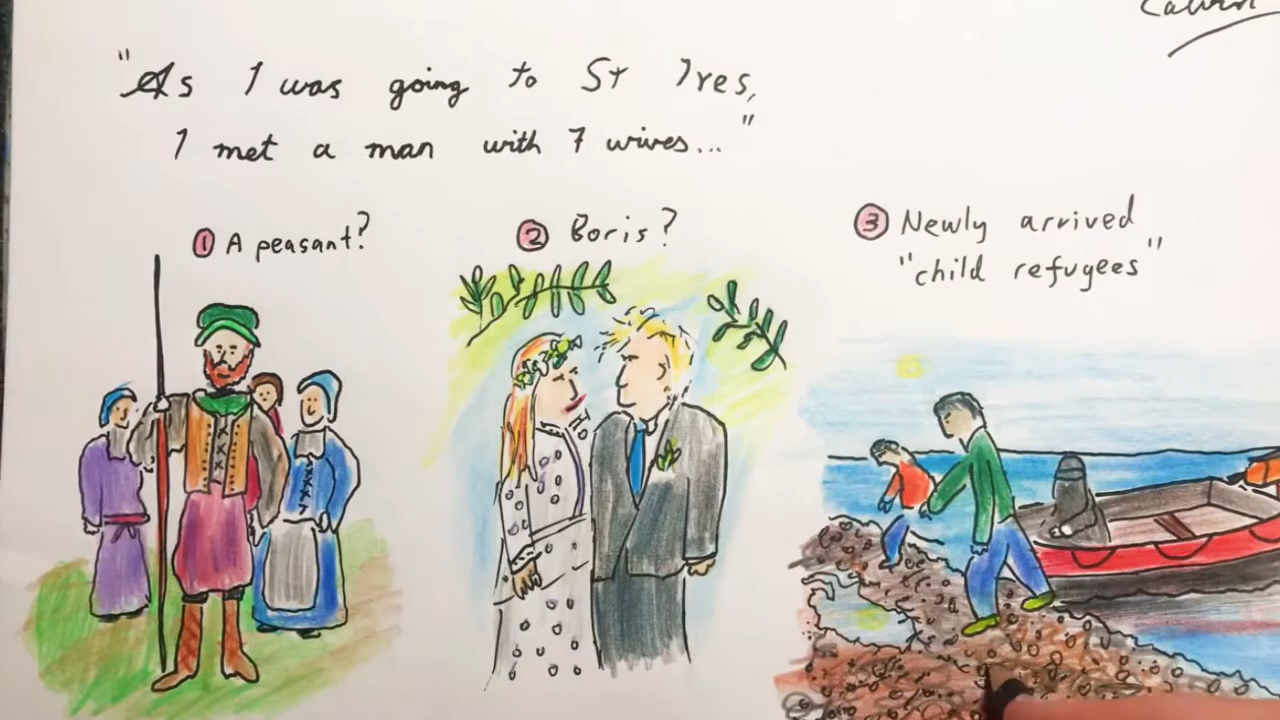 "As I was going to St Ives,
I met a man with 7 wives..."
1 A peasant?
2 Boris?
3 Newly arrived
"child refugees"